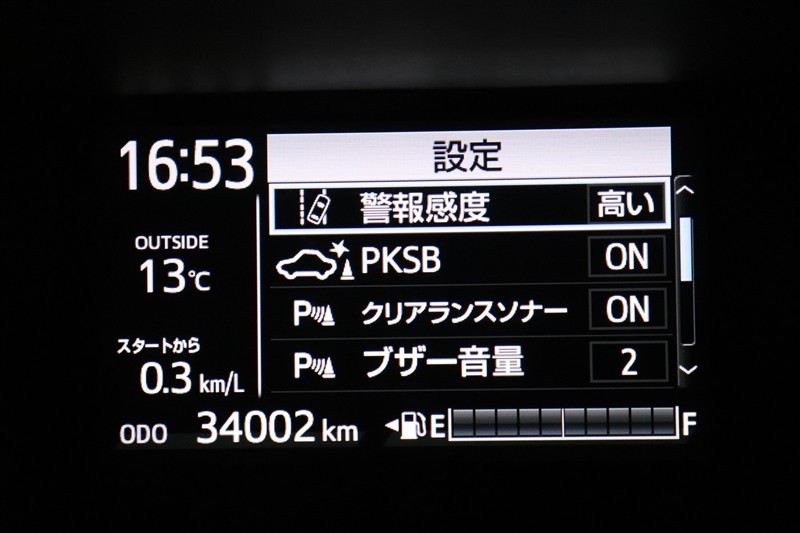 16:53
設定
警報感度 高い
OUTSIDE
13℃
PKSB ON
P クリアランスソナー ON
スタートから
0.3 km/L
P ブザー音量 2
ODO 34002 km
E F